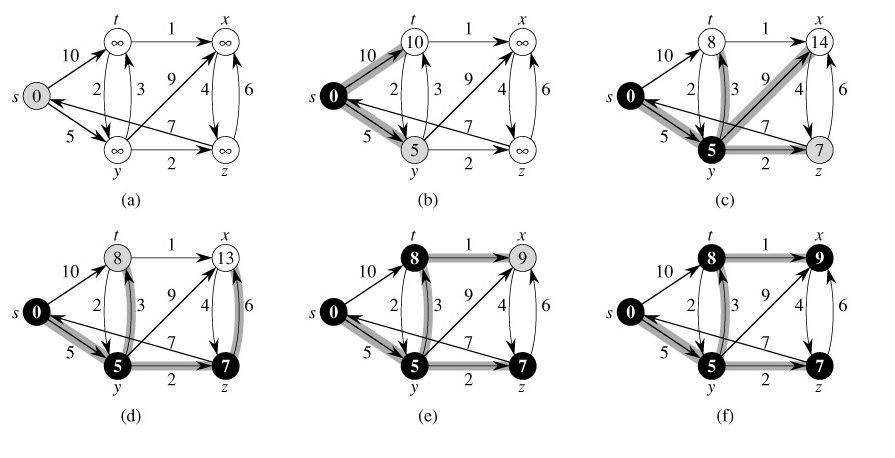 t x t x t x
1 1 1
∞ ∞ 10 ∞ 8 14
10 10 10
s 0 2 3 9 4 6 s 0 2 3 9 4 6 s 0 2 3 9 4 6
5 7 5 7 5 7
∞ 2 ∞ 5 2 ∞ 5 2 7
y z y z y z
(a) (b) (c)
t x t x t x
1 1 1
8 13 8 9 8 9
10 10 10
s 0 2 3 9 4 6 s 0 2 3 9 4 6 s 0 2 3 9 4 6
5 7 5 7 5 7
5 2 7 5 2 7 5 2 7
y z y z y z
(d) (e) (f)